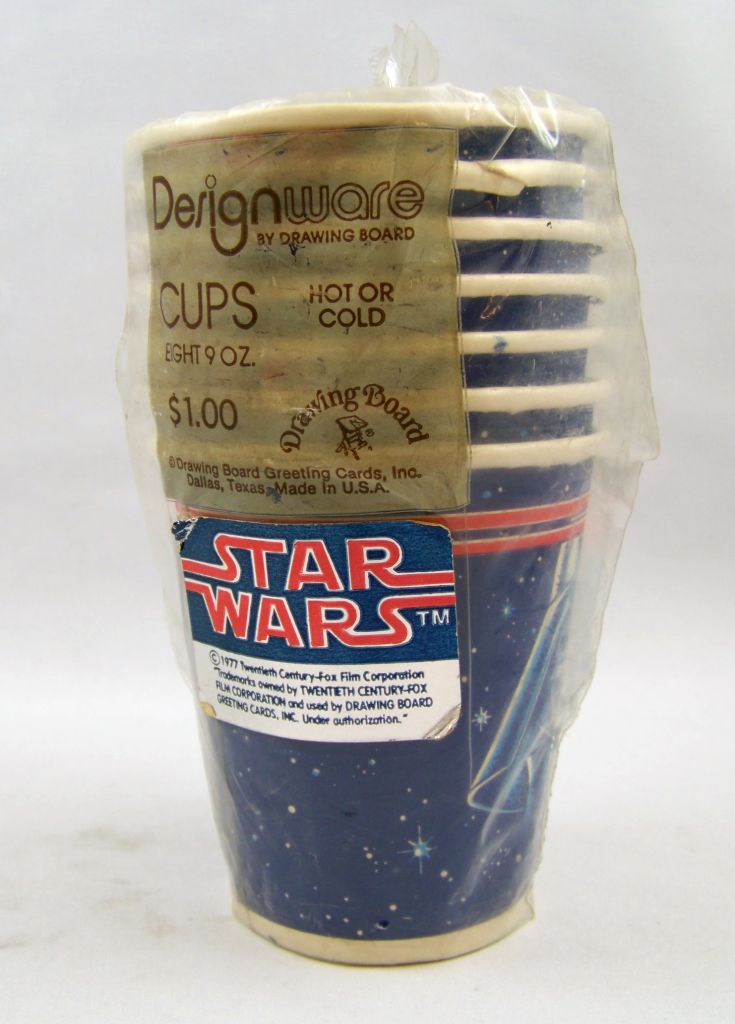 Designware
BY DRAWING BOARD
CUPS
HOT OR
COLD
EIGHT 9 OZ.
$1.00
Drawing Board ®
© Drawing Board Greeting Cards, Inc.
Dallas, Texas, Made in U.S.A.
STAR
WARS™
© 1977 Twentieth Century-Fox Film Corporation
"Trademarks owned by TWENTIETH CENTURY-FOX
FILM CORPORATION and used by DRAWING BOARD
GREETING CARDS, INC. Under authorization."